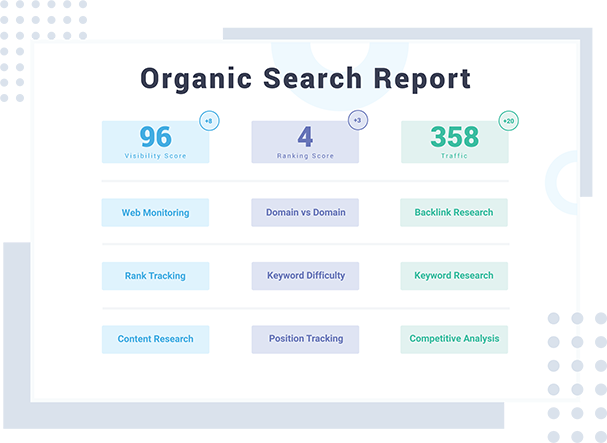 Organic Search Report
+8
96
Visibility Score
+3
4
Ranking Score
+20
358
Traffic
Web Monitoring
Domain vs Domain
Backlink Research
Rank Tracking
Keyword Difficulty
Keyword Research
Content Research
Position Tracking
Competitive Analysis